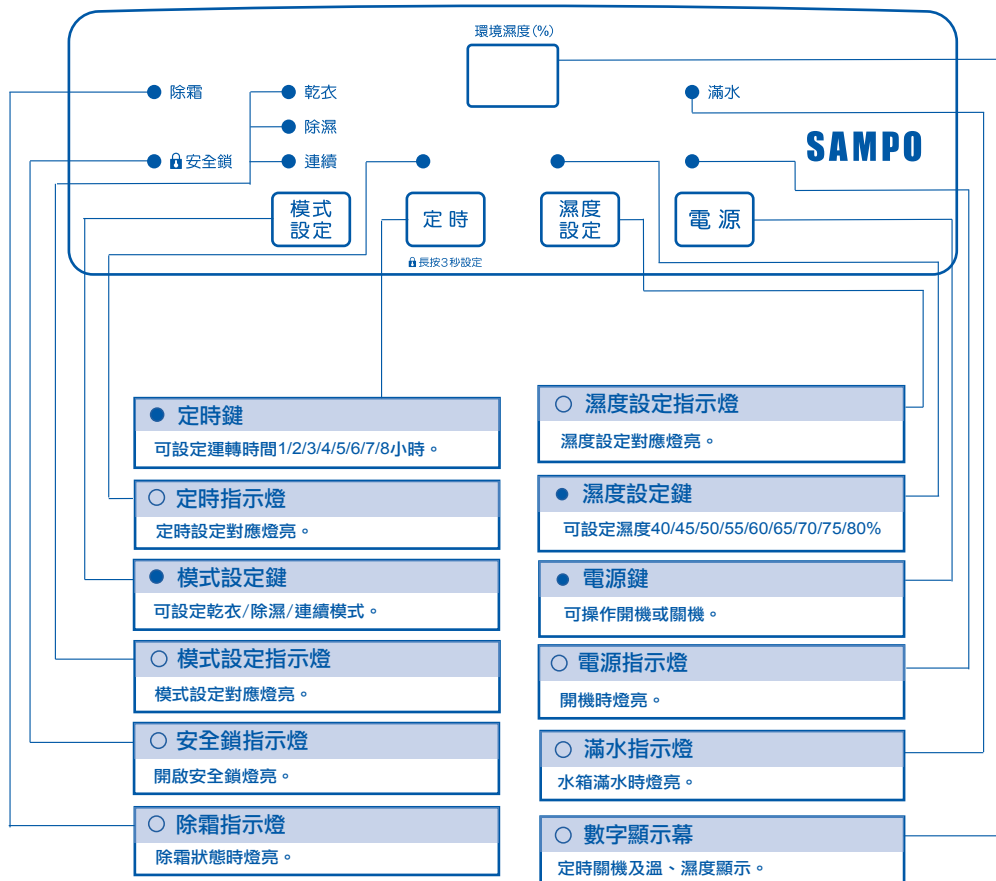 環境濕度(%)
除霜
乾衣
滿水
除濕
安全鎖
連續
SAMPO
模式
設定
定時
濕度
設定
電源
長按3秒設定
定時鍵
可設定運轉時間1/2/3/4/5/6/7/8小時。
定時指示燈
定時設定對應燈亮。
模式設定鍵
可設定乾衣/除濕/連續模式。
模式設定指示燈
模式設定對應燈亮。
安全鎖指示燈
開啟安全鎖燈亮。
除霜指示燈
除霜狀態時燈亮。
濕度設定指示燈
濕度設定對應燈亮。
濕度設定鍵
可設定濕度40/45/50/55/60/65/70/75/80%
電源鍵
可操作開機或關機。
電源指示燈
開機時燈亮。
滿水指示燈
水箱滿水時燈亮。
數字顯示幕
定時關機及溫、濕度顯示。